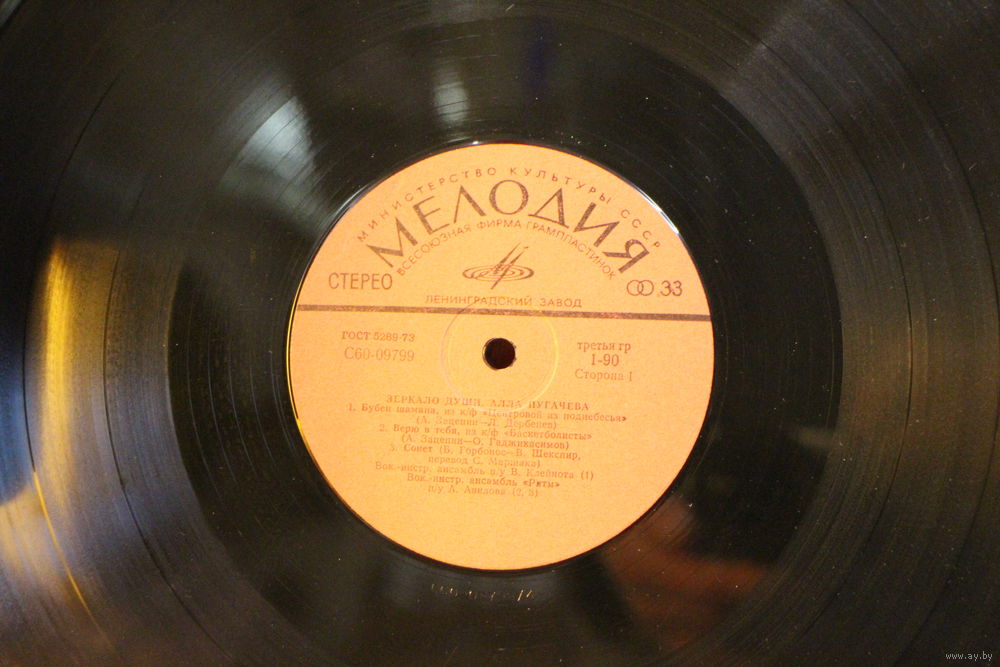 МИНИСТЕРСТВО КУЛЬТУРЫ СССР
МЕЛОДИЯ
ВСЕСОЮЗНАЯ ФИРМА ГРАМПЛАСТИНОК
СТЕРЕО
33
ЛЕНИНГРАДСКИЙ ЗАВОД
ГОСТ 5289-73
С60-09799
третья гр
1-90
Сторона I
ЗЕРКАЛО ДУШИ. АЛЛА ПУГАЧЕВА
1. Бубен шамана, из к/ф «Центровой из поднебесья»
(А. Зацепин—Л. Дербенев)
2. Верю в тебя, из к/ф «Баскетболисты»
(А. Зацепин—О. Гаджикасимов)
3. Сонет (Б. Горбонос—В. Шекспир,
перевод С. Маршака)
Вок.-инстр. ансамбль п/у В. Клейнота (1)
Вок.-инстр. ансамбль «Ритм»
п/у А. Авилова (2, 3)
www.ay.by